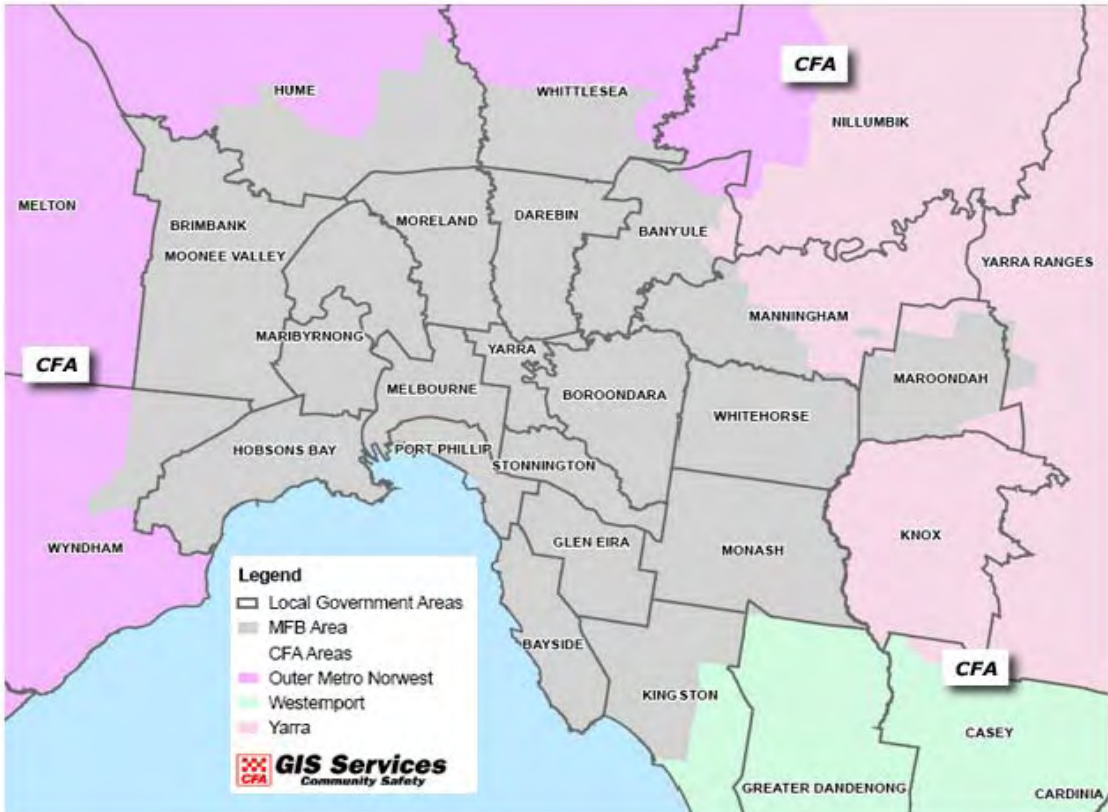 CFA
HUME
WHITTLESEA
NILLUMBIK
MELTON
MORELAND
DAREBIN
BRIMBANK
BANYULE
MOONEE VALLEY
YARRA RANGES
MANNINGHAM
MARIBYRNONG
YARRA
CFA
MAROONDAH
MELBOURNE
BOROONDARA
WHITEHORSE
HOBSONS BAY
PORT PHILLIP
STONNINGTON
KNOX
WYNDHAM
GLEN EIRA
MONASH
Legend
Local Government Areas
MFB Area
CFA Areas
Outer Metro Norwest
Westernport
Yarra
CFA
GIS Services
Community Safety
BAYSIDE
CFA
KINGSTON
CASEY
GREATER DANDENONG
CARDINIA